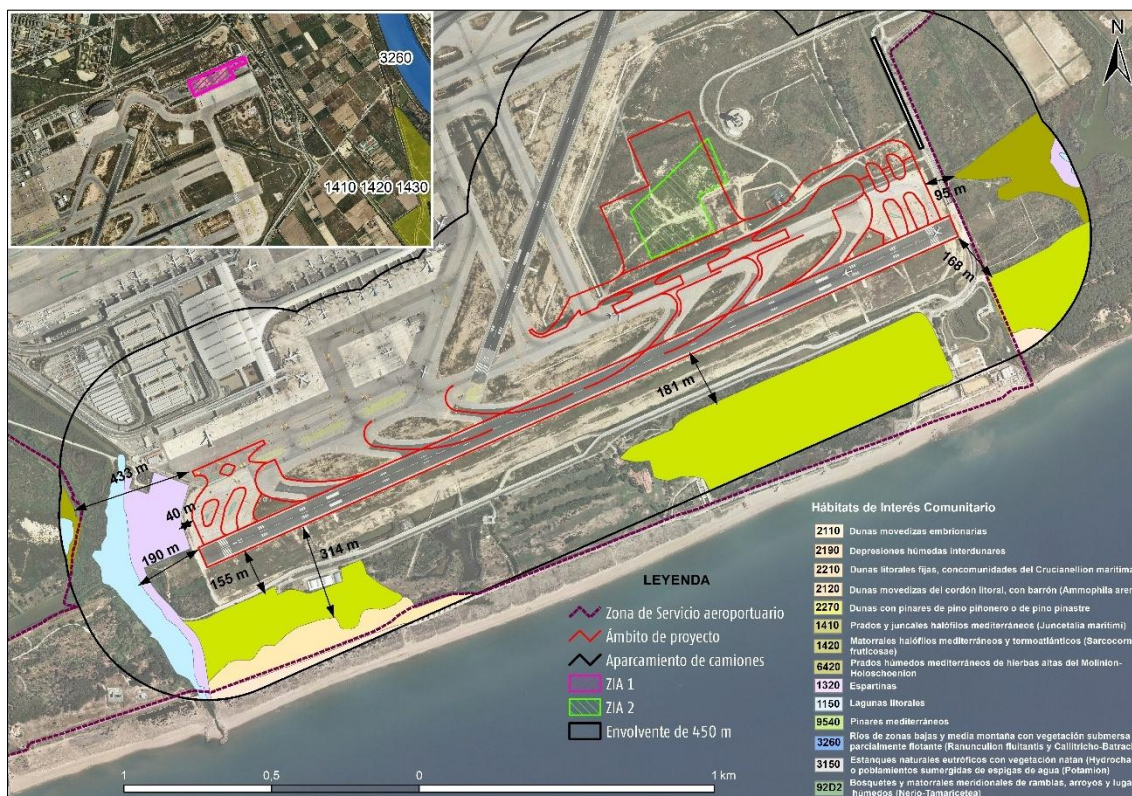 3260
1410 1420 1430
N
95 m
168 m
181 m
433 m
40 m
190 m
155 m
314 m
LEYENDA
Zona de Servicio aeroportuario
Ámbito de proyecto
Aparcamiento de camiones
ZIA 1
ZIA 2
Envolvente de 450 m
Hábitats de Interés Comunitario
2110 Dunas movedizas embrionarias
2190 Depresiones húmedas interdunares
2210 Dunas litorales fijas, concomunidades del Crucianellion maritima
2120 Dunas movedizas del cordón litoral, con barrón (Ammophila aren
2270 Dunas con pinares de pino piñonero o de pino pinastre
1410 Prados y juncales halófilos mediterráneos (Juncetalia maritimi)
1420 Matorrales halófilos mediterráneos y termoatlánticos (Sarcocorn
fruticosae)
6420 Prados húmedos mediterráneos de hierbas altas del Molinion-
Holoschoenion
1320 Espartinas
1150 Lagunas litorales
9540 Pinares mediterráneos
3260 Ríos de zonas bajas y media montaña con vegetación submersa
parcialmente flotante (Ranunculion fluitantis y Callitricho-Batrac
3150 Estanques naturales eutróficos con vegetación natan (Hydrocha
o poblamientos sumergidas de espigas de agua (Potamion)
92D2 Bosquetes y matorrales meridionales de ramblas, arroyos y luga
húmedos (Nerio-Tamaricetea)
1 0,5 0 1 km